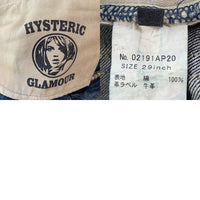 HYSTERIC
GLAMOUR
No. 02191AP20
SIZE 29inch
表地 綿 100%
革ラベル 牛革